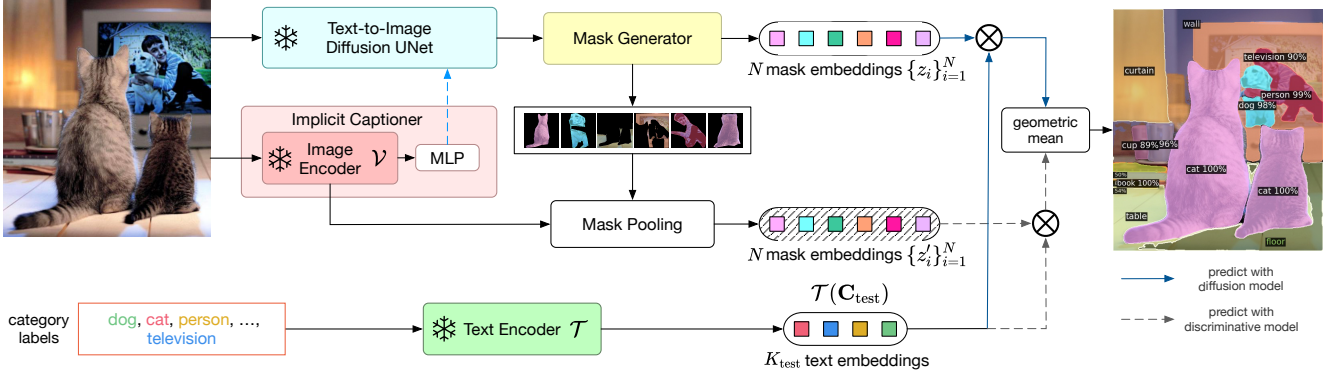 Text-to-Image
Diffusion UNet
Mask Generator
N mask embeddings {z_i}_{i=1}^N
Implicit Captioner
Image
Encoder 𝒱
MLP
Mask Pooling
N mask embeddings {z'_i}_{i=1}^N
geometric
mean
wall
curtain
television 90%
person 99%
dog 98%
cup 89%
96%
cat 100%
book 100%
cat 100%
table
floor
predict with
diffusion model
predict with
discriminative model
category
labels
dog, cat, person, ...,
television
Text Encoder 𝒯
𝒯(C_test)
K_test text embeddings